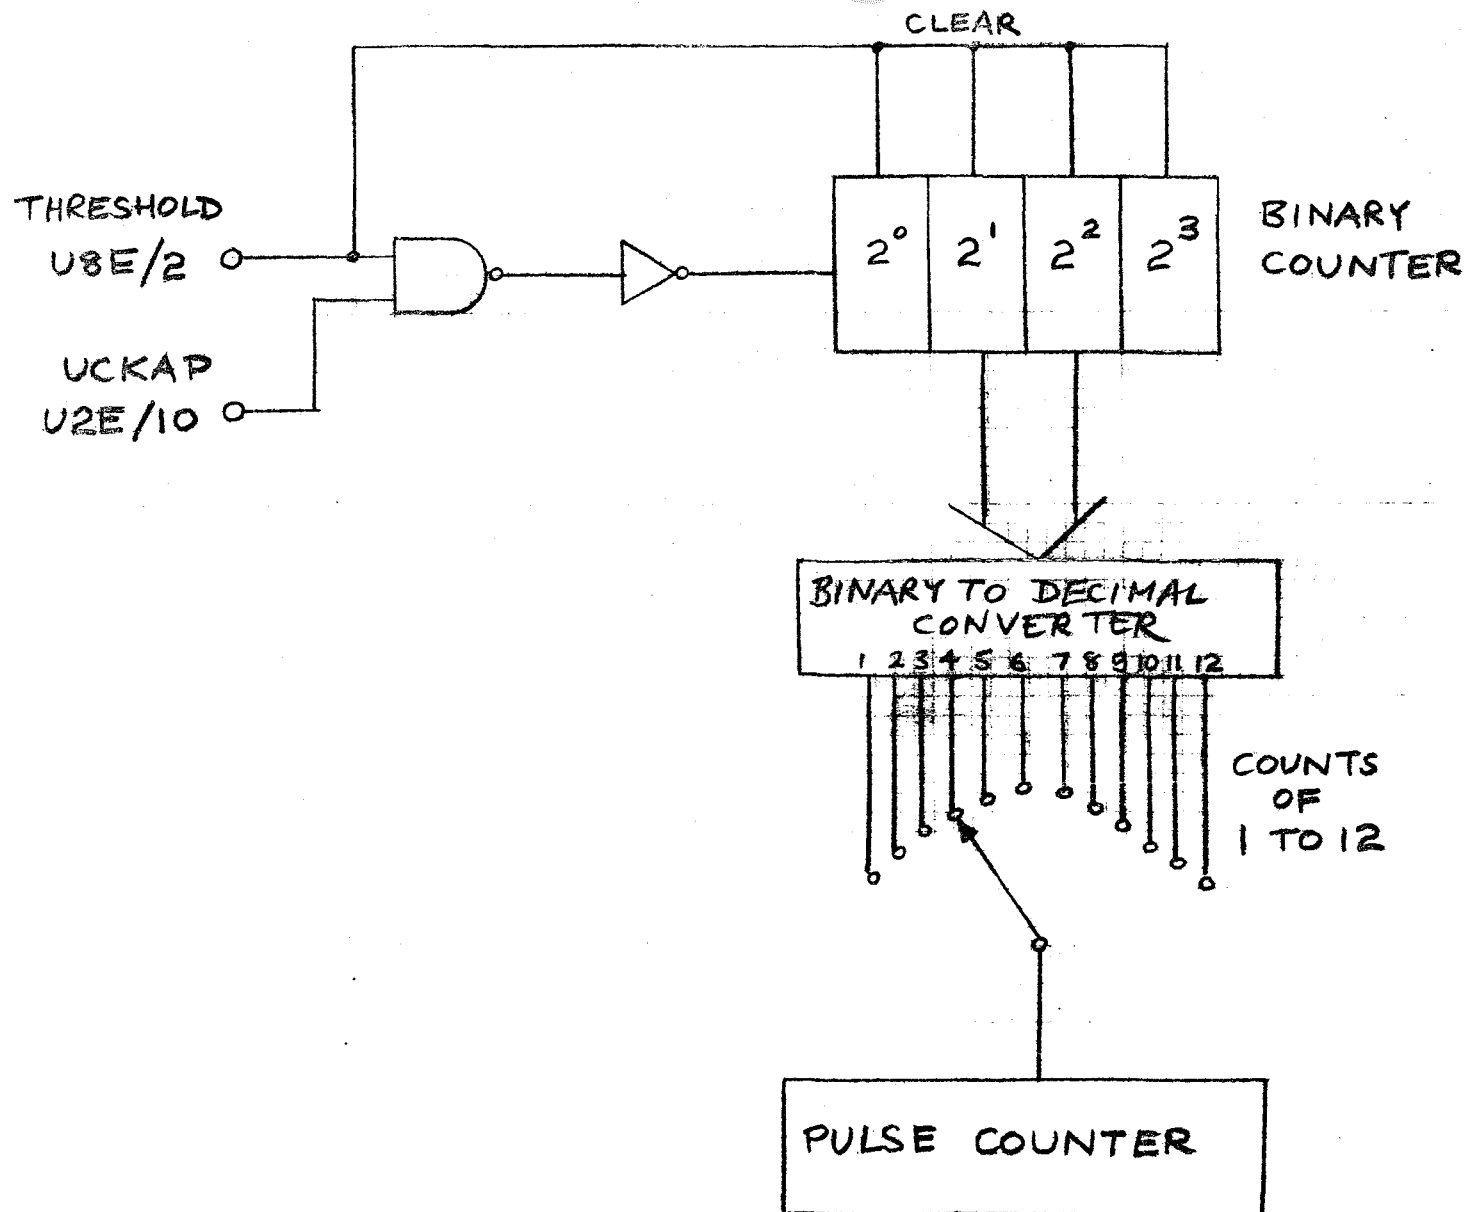 CLEAR
THRESHOLD
U8E/2
UCKAP
U2E/10
2⁰ 2¹ 2² 2³
BINARY
COUNTER
BINARY TO DECIMAL
CONVERTER
1 2 3 4 5 6 7 8 9 10 11 12
COUNTS
OF
1 TO 12
PULSE COUNTER